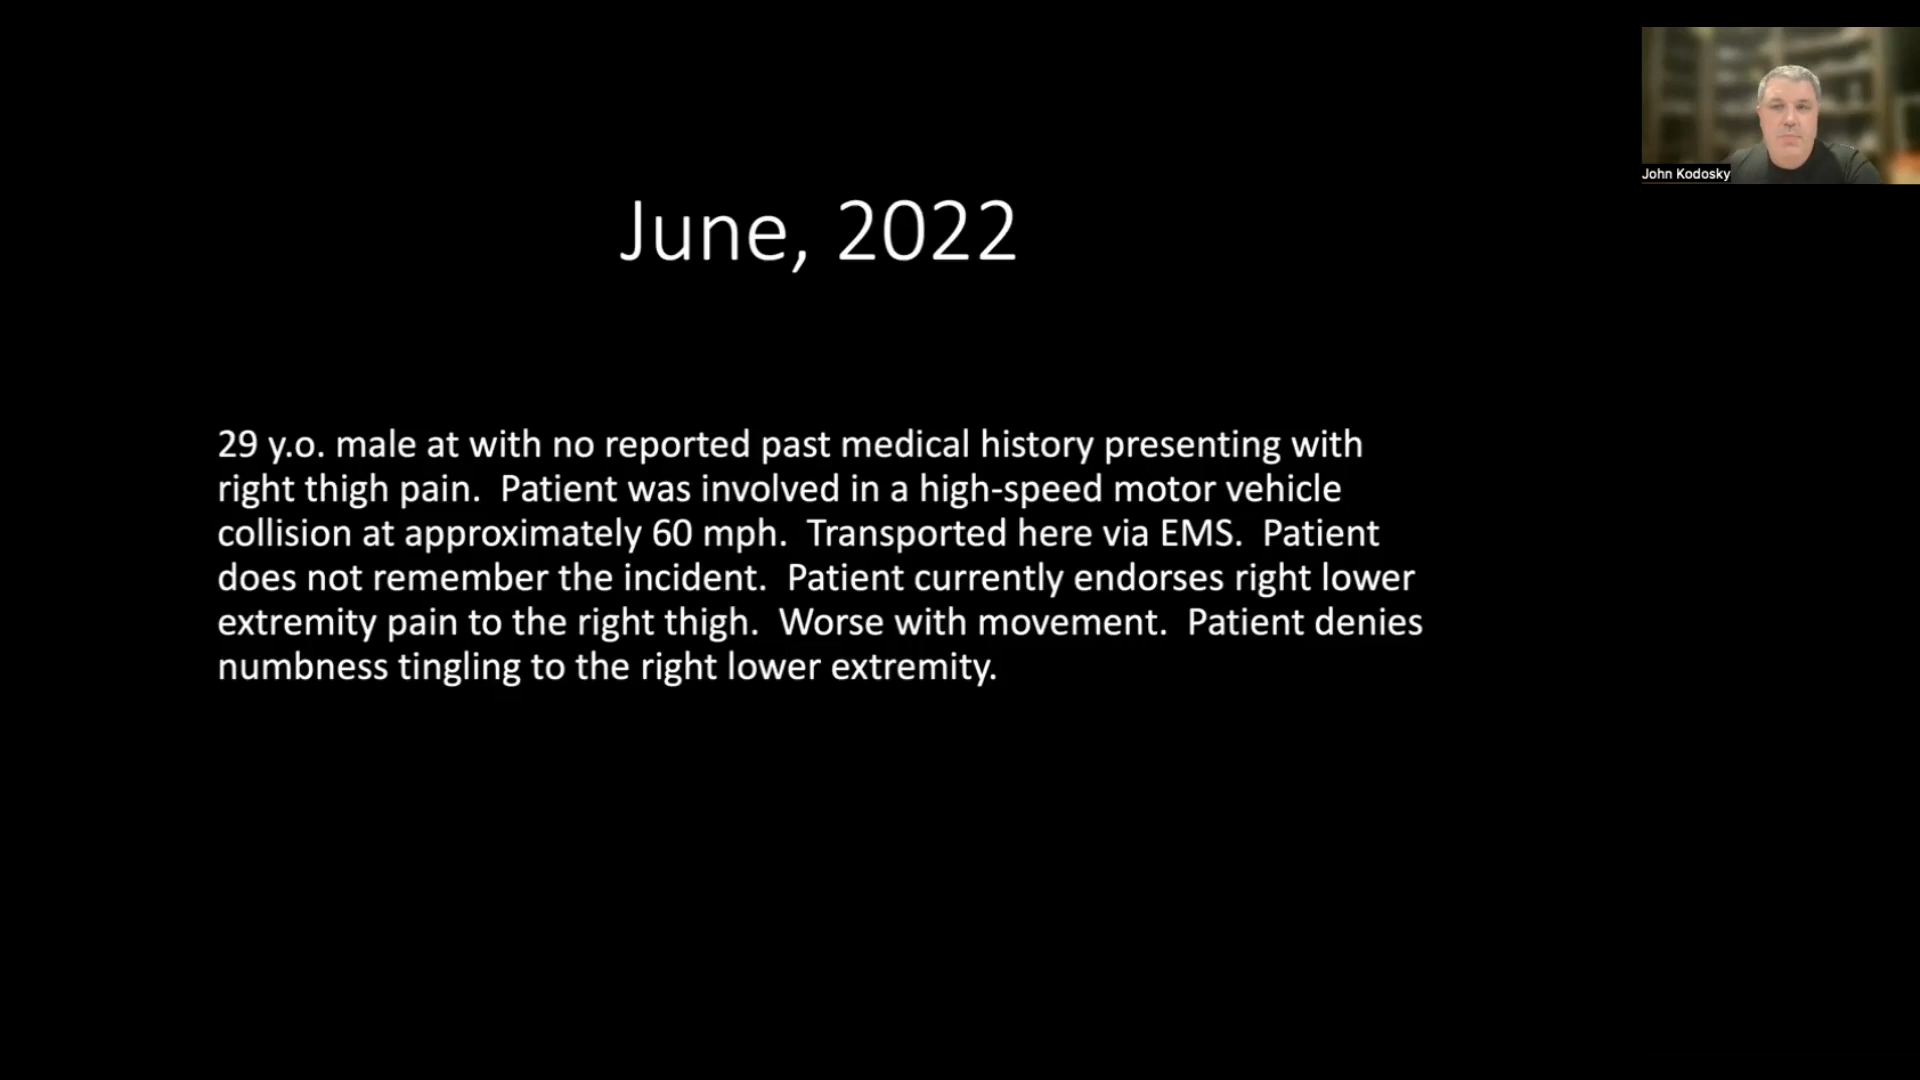 John Kodosky
June, 2022
29 y.o. male at with no reported past medical history presenting with
right thigh pain.  Patient was involved in a high-speed motor vehicle
collision at approximately 60 mph.  Transported here via EMS.  Patient
does not remember the incident.  Patient currently endorses right lower
extremity pain to the right thigh.  Worse with movement.  Patient denies
numbness tingling to the right lower extremity.